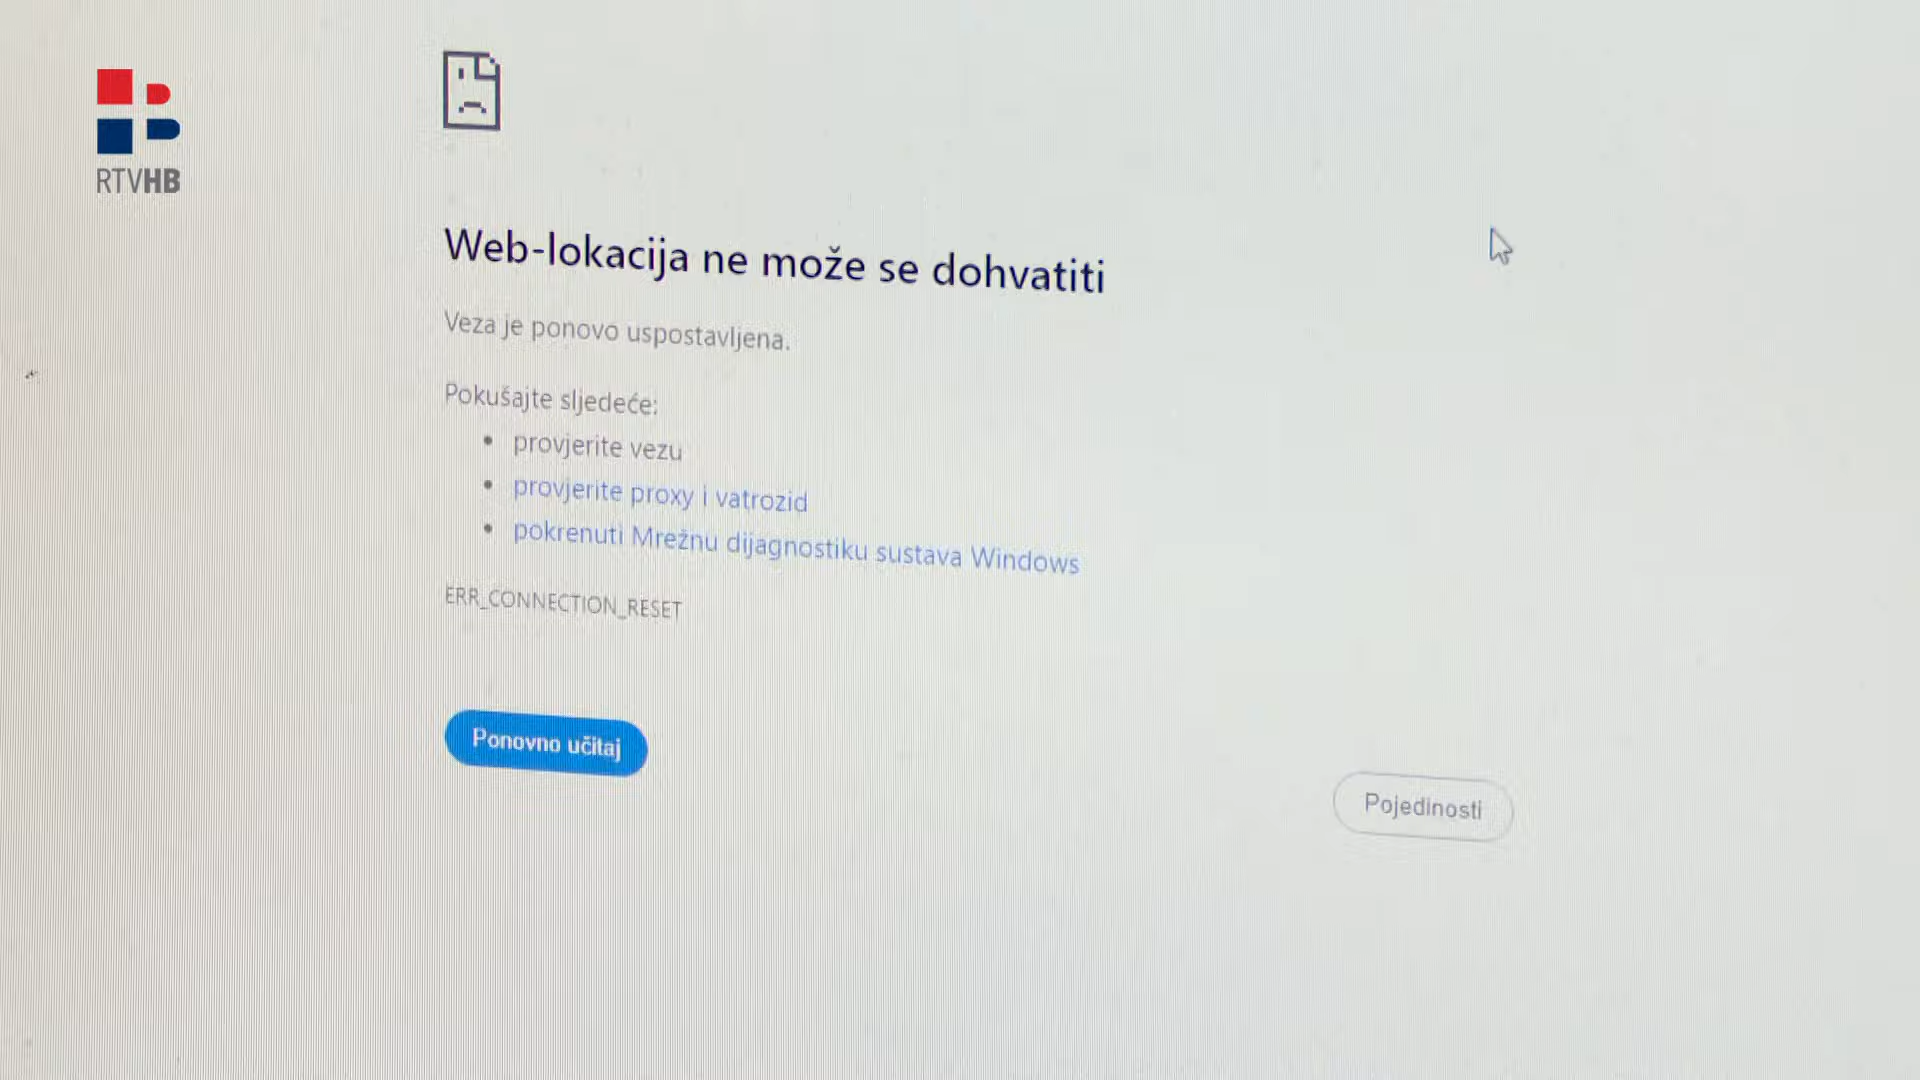 RTVHB
Web-lokacija ne može se dohvatiti
Veza je ponovo uspostavljena.
Pokušajte sljedeće:
• provjerite vezu
• provjerite proxy i vatrozid
• pokrenuti Mrežnu dijagnostiku sustava Windows
ERR_CONNECTION_RESET
Ponovno učitaj
Pojedinosti